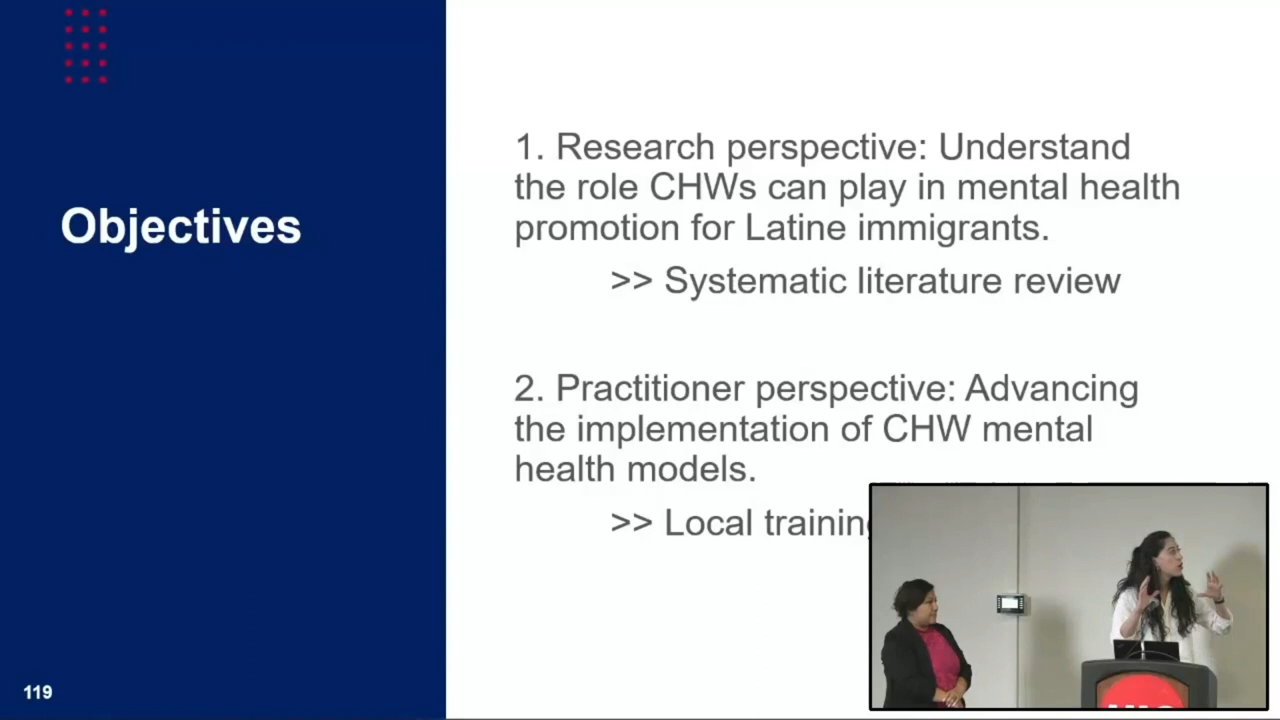 Objectives
1. Research perspective: Understand
the role CHWs can play in mental health
promotion for Latine immigrants.
>> Systematic literature review
2. Practitioner perspective: Advancing
the implementation of CHW mental
health models.
>> Local training
119